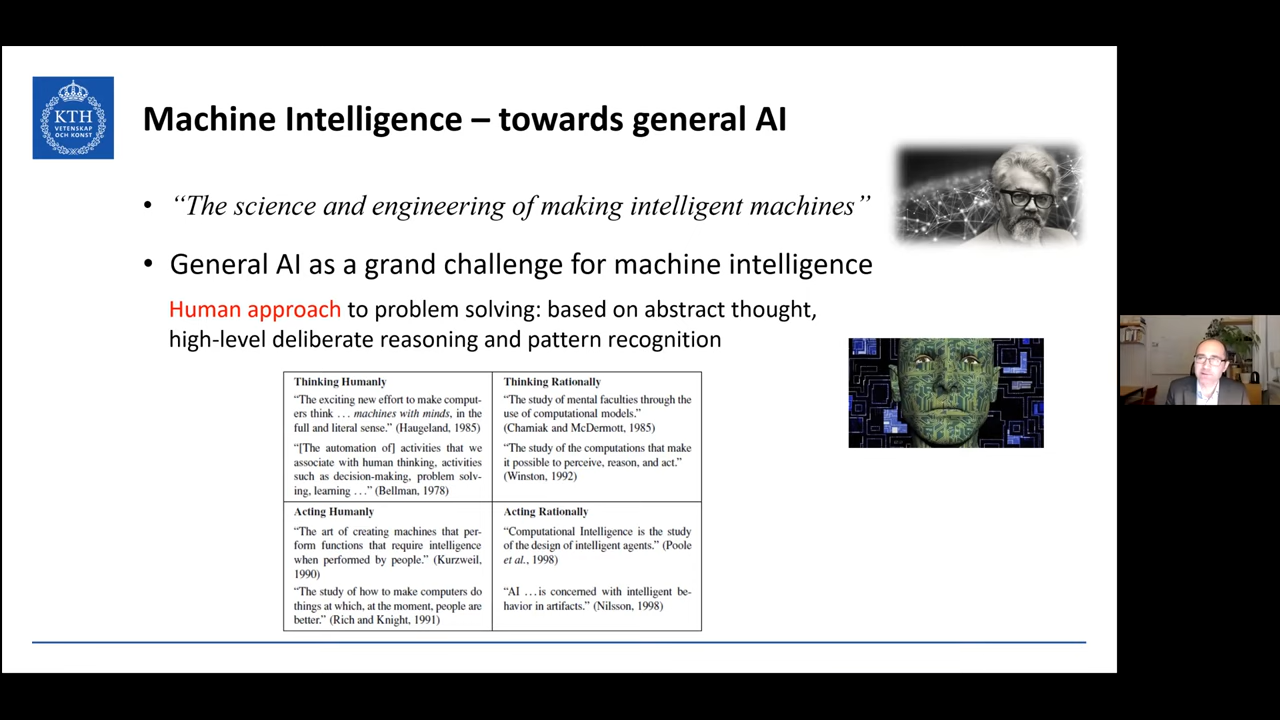 KTH
VETENSKAP
OCH KONST
Machine Intelligence – towards general AI
• “The science and engineering of making intelligent machines”
• General AI as a grand challenge for machine intelligence
Human approach to problem solving: based on abstract thought,
high-level deliberate reasoning and pattern recognition
Thinking Humanly
“The exciting new effort to make comput-
ers think . . . machines with minds, in the
full and literal sense.” (Haugeland, 1985)
“[The automation of] activities that we
associate with human thinking, activities
such as decision-making, problem solv-
ing, learning . . .” (Bellman, 1978)
Thinking Rationally
“The study of mental faculties through the
use of computational models.”
(Charniak and McDermott, 1985)
“The study of the computations that make
it possible to perceive, reason, and act.”
(Winston, 1992)
Acting Humanly
“The art of creating machines that per-
form functions that require intelligence
when performed by people.” (Kurzweil,
1990)
“The study of how to make computers do
things at which, at the moment, people are
better.” (Rich and Knight, 1991)
Acting Rationally
“Computational Intelligence is the study
of the design of intelligent agents.” (Poole
et al., 1998)
“AI . . . is concerned with intelligent be-
havior in artifacts.” (Nilsson, 1998)